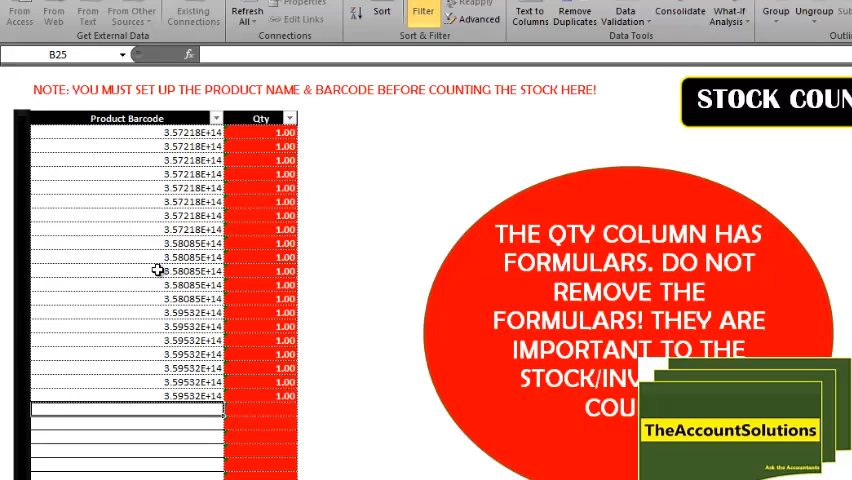 From Access
From Web
From Text
From Other Sources
Existing Connections
Get External Data
Refresh All
Properties
Edit Links
Connections
Sort
Filter
Reapply
Advanced
Sort & Filter
Text to Columns
Remove Duplicates
Data Validation
Consolidate
What-If Analysis
Data Tools
Group
Ungroup
B25
fx
NOTE: YOU MUST SET UP THE PRODUCT NAME & BARCODE BEFORE COUNTING THE STOCK HERE!
STOCK COUN
Product Barcode Qty
3.57218E+14 1.00
3.57218E+14 1.00
3.57218E+14 1.00
3.57218E+14 1.00
3.57218E+14 1.00
3.57218E+14 1.00
3.57218E+14 1.00
3.57218E+14 1.00
3.58085E+14 1.00
3.58085E+14 1.00
3.58085E+14 1.00
3.58085E+14 1.00
3.58085E+14 1.00
3.59532E+14 1.00
3.59532E+14 1.00
3.59532E+14 1.00
3.59532E+14 1.00
3.59532E+14 1.00
3.59532E+14 1.00
3.59532E+14 1.00
THE QTY COLUMN HAS
FORMULARS. DO NOT
REMOVE THE
FORMULARS! THEY ARE
IMPORTANT TO THE
STOCK/INV
COU
TheAccountSolutions
Ask the Accountants